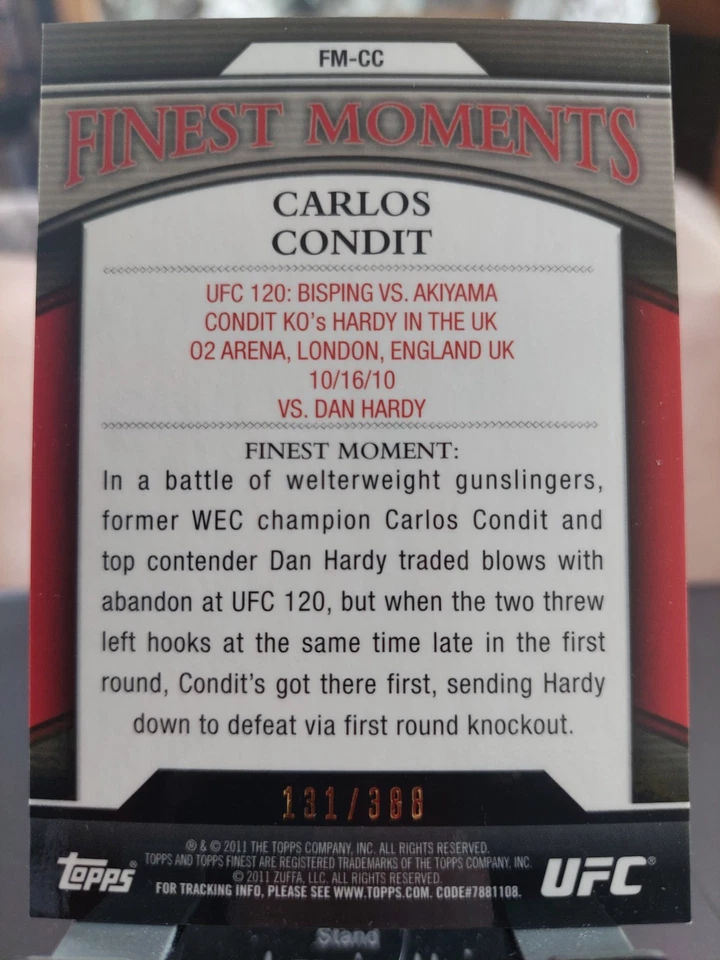 FM-CC
FINEST MOMENTS
CARLOS
CONDIT
UFC 120: BISPING VS. AKIYAMA
CONDIT KO's HARDY IN THE UK
O2 ARENA, LONDON, ENGLAND UK
10/16/10
VS. DAN HARDY
FINEST MOMENT:
In a battle of welterweight gunslingers,
former WEC champion Carlos Condit and
top contender Dan Hardy traded blows with
abandon at UFC 120, but when the two threw
left hooks at the same time late in the first
round, Condit's got there first, sending Hardy
down to defeat via first round knockout.
131/388
® & © 2011 THE TOPPS COMPANY, INC. ALL RIGHTS RESERVED.
TOPPS AND TOPPS FINEST ARE REGISTERED TRADEMARKS OF THE TOPPS COMPANY, INC.
© 2011 ZUFFA, LLC. ALL RIGHTS RESERVED.
FOR TRACKING INFO, PLEASE SEE WWW.TOPPS.COM. CODE#7881108.
topps®
UFC®
Stand